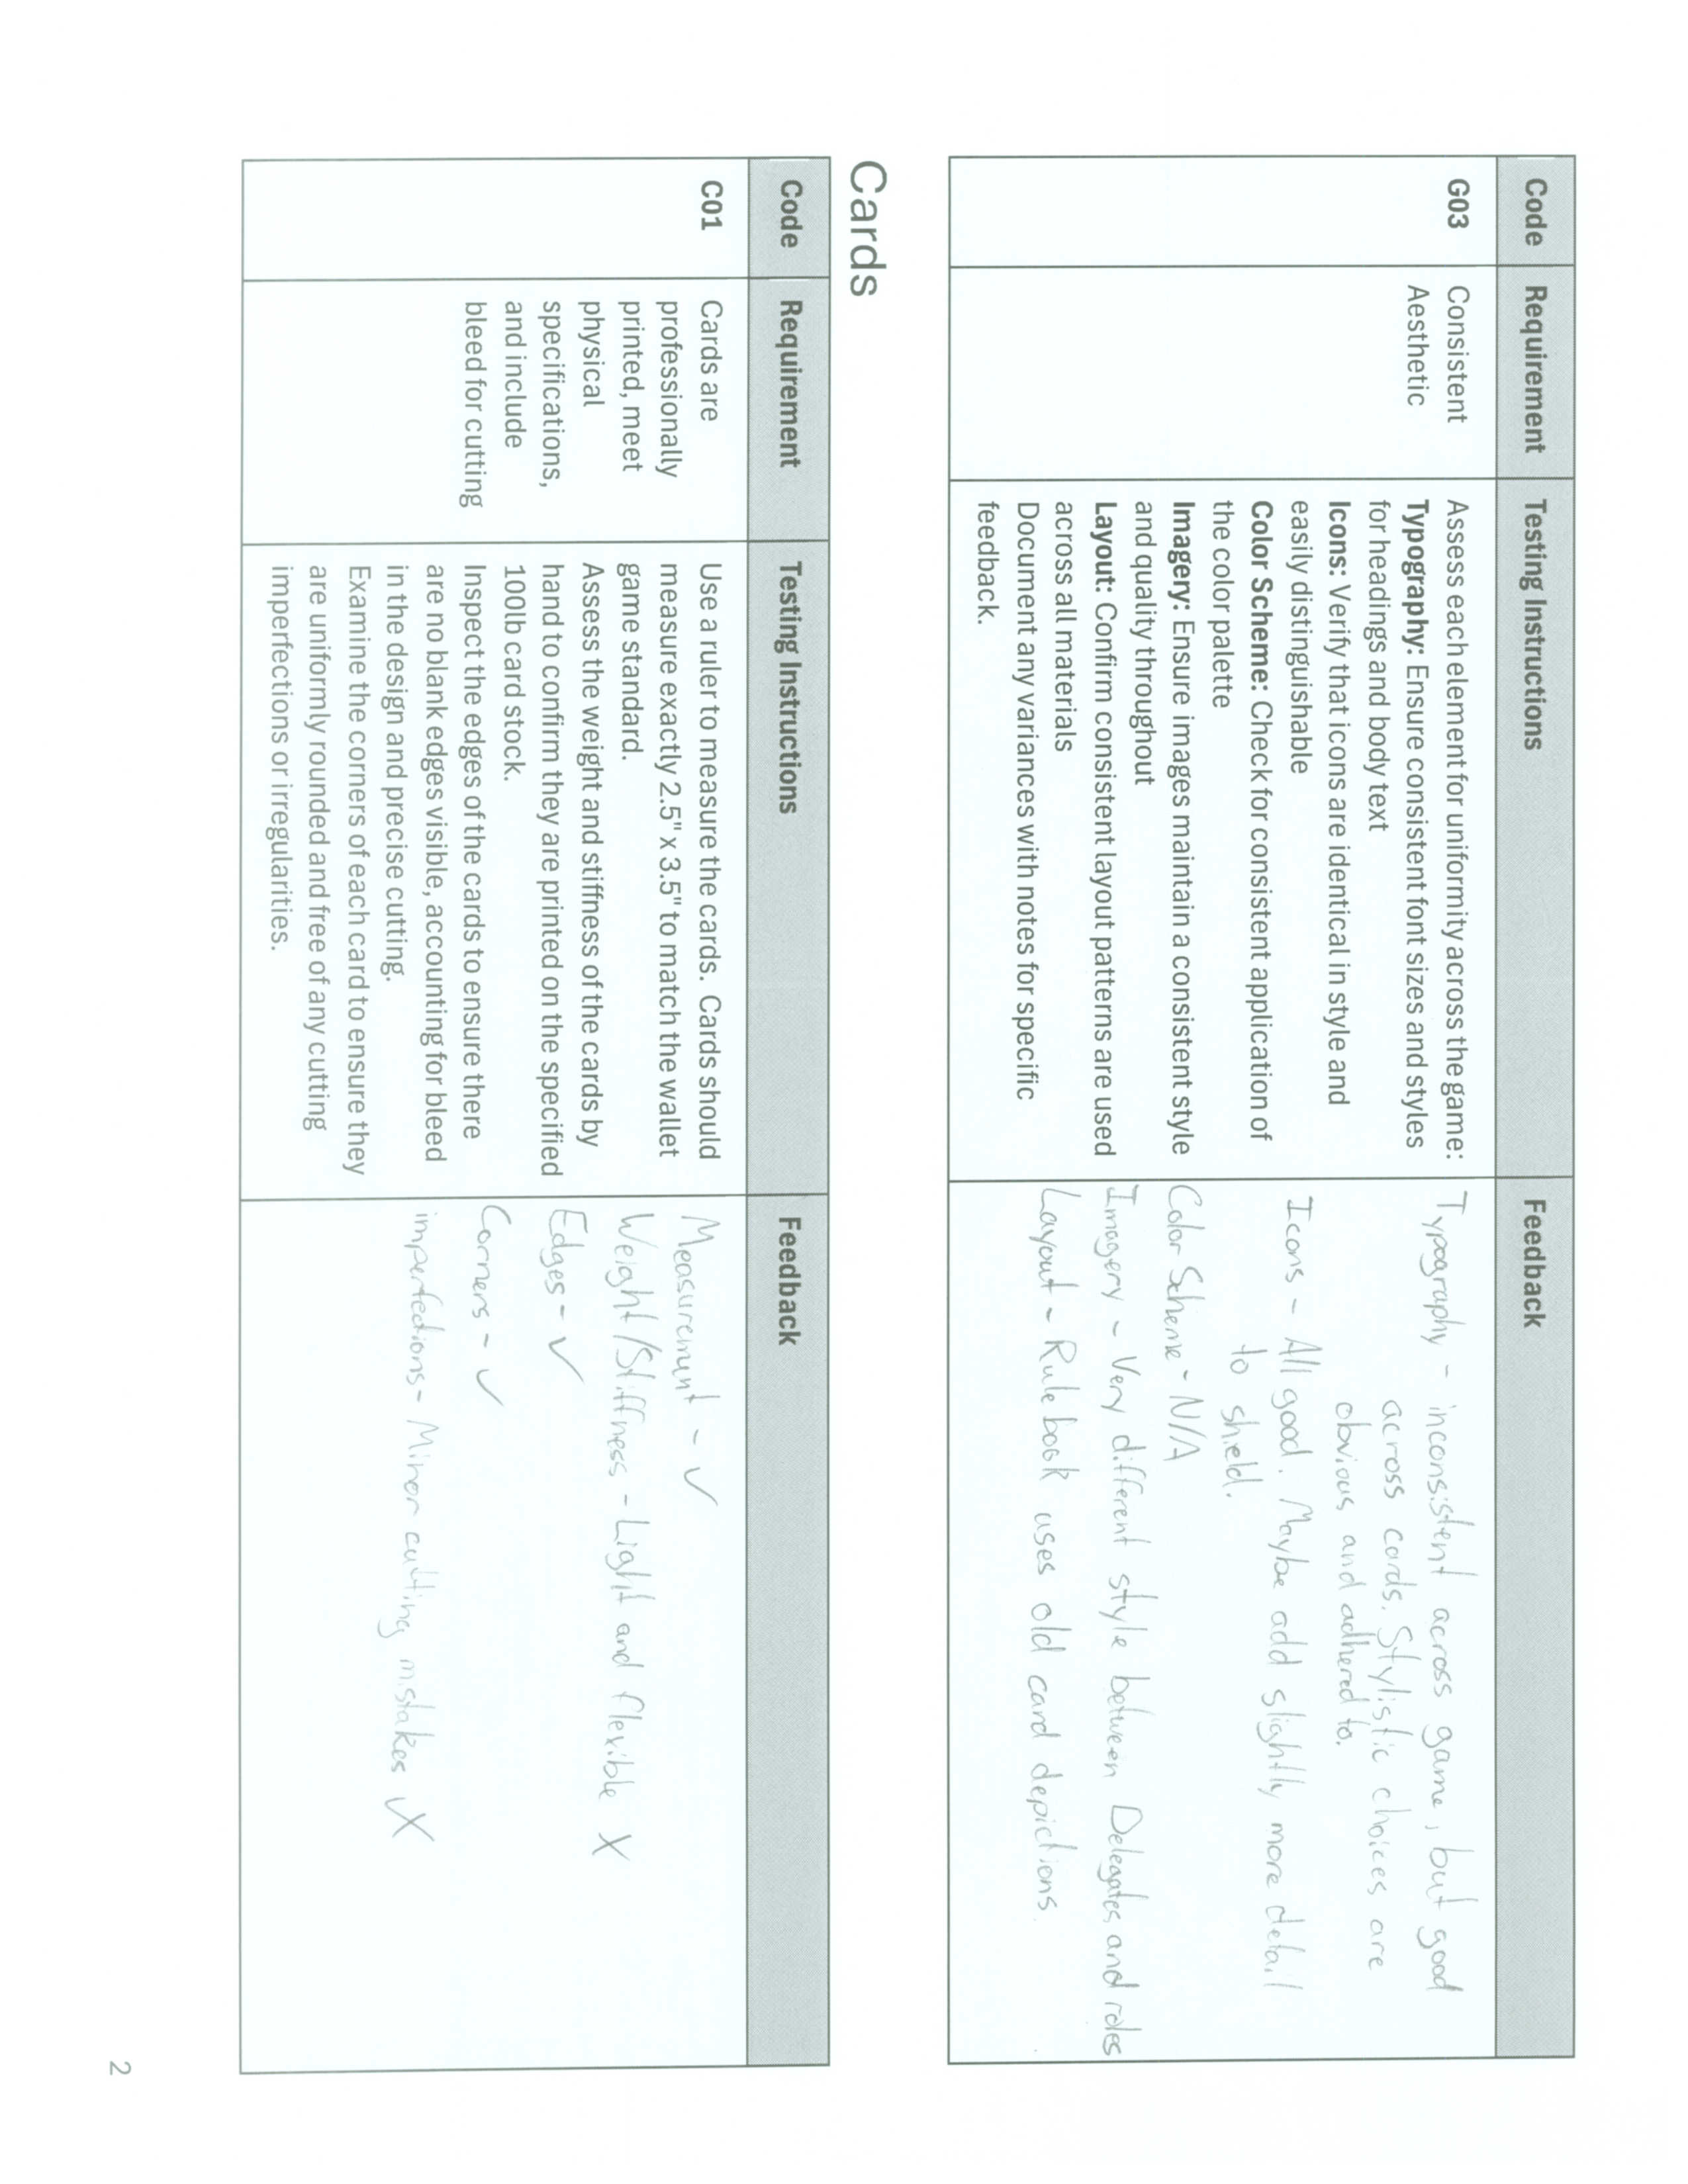 Code Requirement Testing Instructions Feedback
G03
Consistent
Aesthetic
Assess each element for uniformity across the game:
Typography: Ensure consistent font sizes and styles
for headings and body text
Icons: Verify that icons are identical in style and
easily distinguishable
Color Scheme: Check for consistent application of
the color palette
Imagery: Ensure images maintain a consistent style
and quality throughout
Layout: Confirm consistent layout patterns are used
across all materials
Document any variances with notes for specific
feedback.
Typography - inconsistent across game, but good
across cards. Stylistic choices are
obvious and adhered to.
Icons - All good. Maybe add slightly more detail
to shield.
Color Scheme - N/A
Imagery - Very different style between Delegates and roles
Layout - Rule book uses old card depictions.
Cards
Code Requirement Testing Instructions Feedback
C01
Cards are
professionally
printed, meet
physical
specifications,
and include
bleed for cutting
Use a ruler to measure the cards. Cards should
measure exactly 2.5" x 3.5" to match the wallet
game standard.
Assess the weight and stiffness of the cards by
hand to confirm they are printed on the specified
100lb card stock.
Inspect the edges of the cards to ensure there
are no blank edges visible, accounting for bleed
in the design and precise cutting.
Examine the corners of each card to ensure they
are uniformly rounded and free of any cutting
imperfections or irregularities.
Measurement - ✓
Weight/Stiffness - Light and flexible X
Edges - ✓
Corners - ✓
imperfections - Minor cutting mistakes X
2